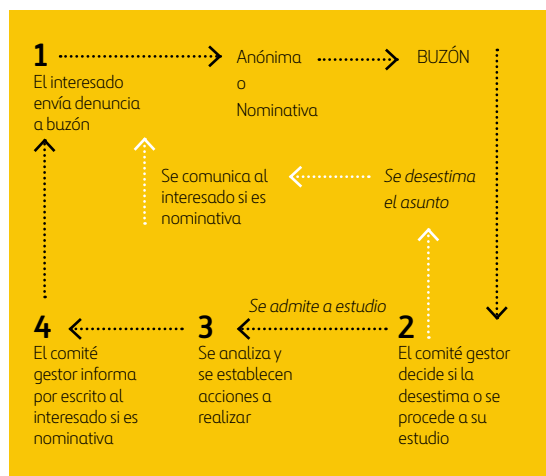 1
El interesado
envía denuncia
a buzón
Anónima
o
Nominativa
BUZÓN
Se comunica al
interesado si es
nominativa
Se desestima
el asunto
Se admite a estudio
4
El comité
gestor informa
por escrito al
interesado si es
nominativa
3
Se analiza y
se establecen
acciones a
realizar
2
El comité gestor
decide si la
desestima o se
procede a su
estudio